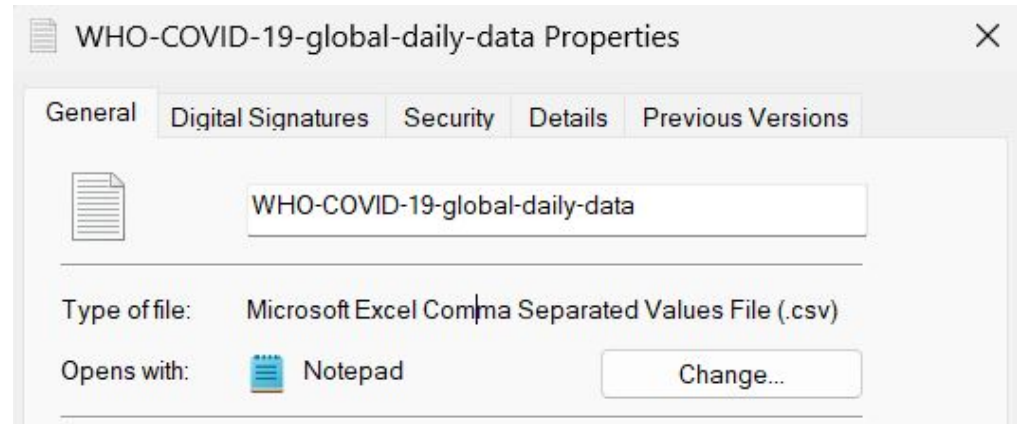 WHO-COVID-19-global-daily-data Properties
General Digital Signatures Security Details Previous Versions
WHO-COVID-19-global-daily-data
Type of file: Microsoft Excel Comma Separated Values File (.csv)
Opens with: Notepad Change...